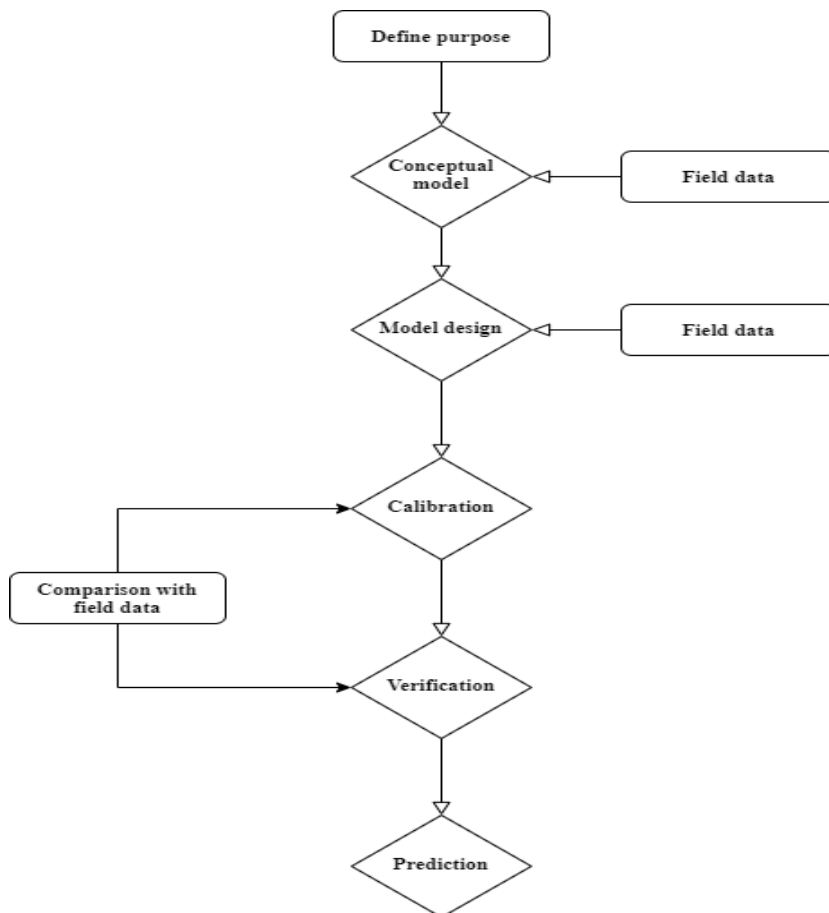 Define purpose
Conceptual
model
Field data
Model design
Field data
Calibration
Comparison with
field data
Verification
Prediction